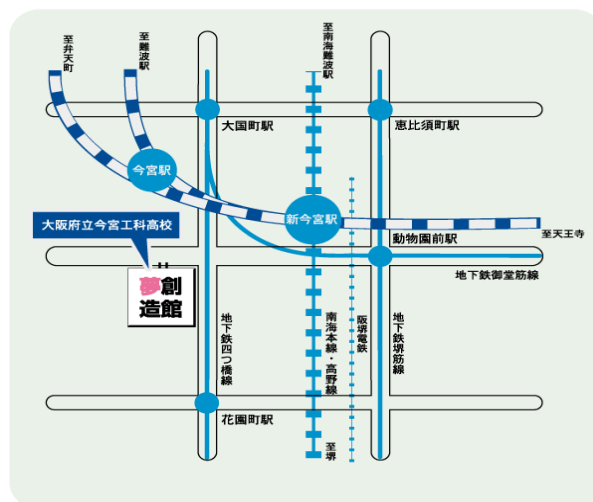 至弁天町
至難波駅
至南海難波駅
大国町駅
恵比須町駅
今宮駅
新今宮駅
大阪府立今宮工科高校
動物園前駅
至天王寺
地下鉄御堂筋線
夢創
造館
地下鉄四つ橋線
南海本線・高野線
阪堺電鉄
地下鉄堺筋線
花園町駅
至堺